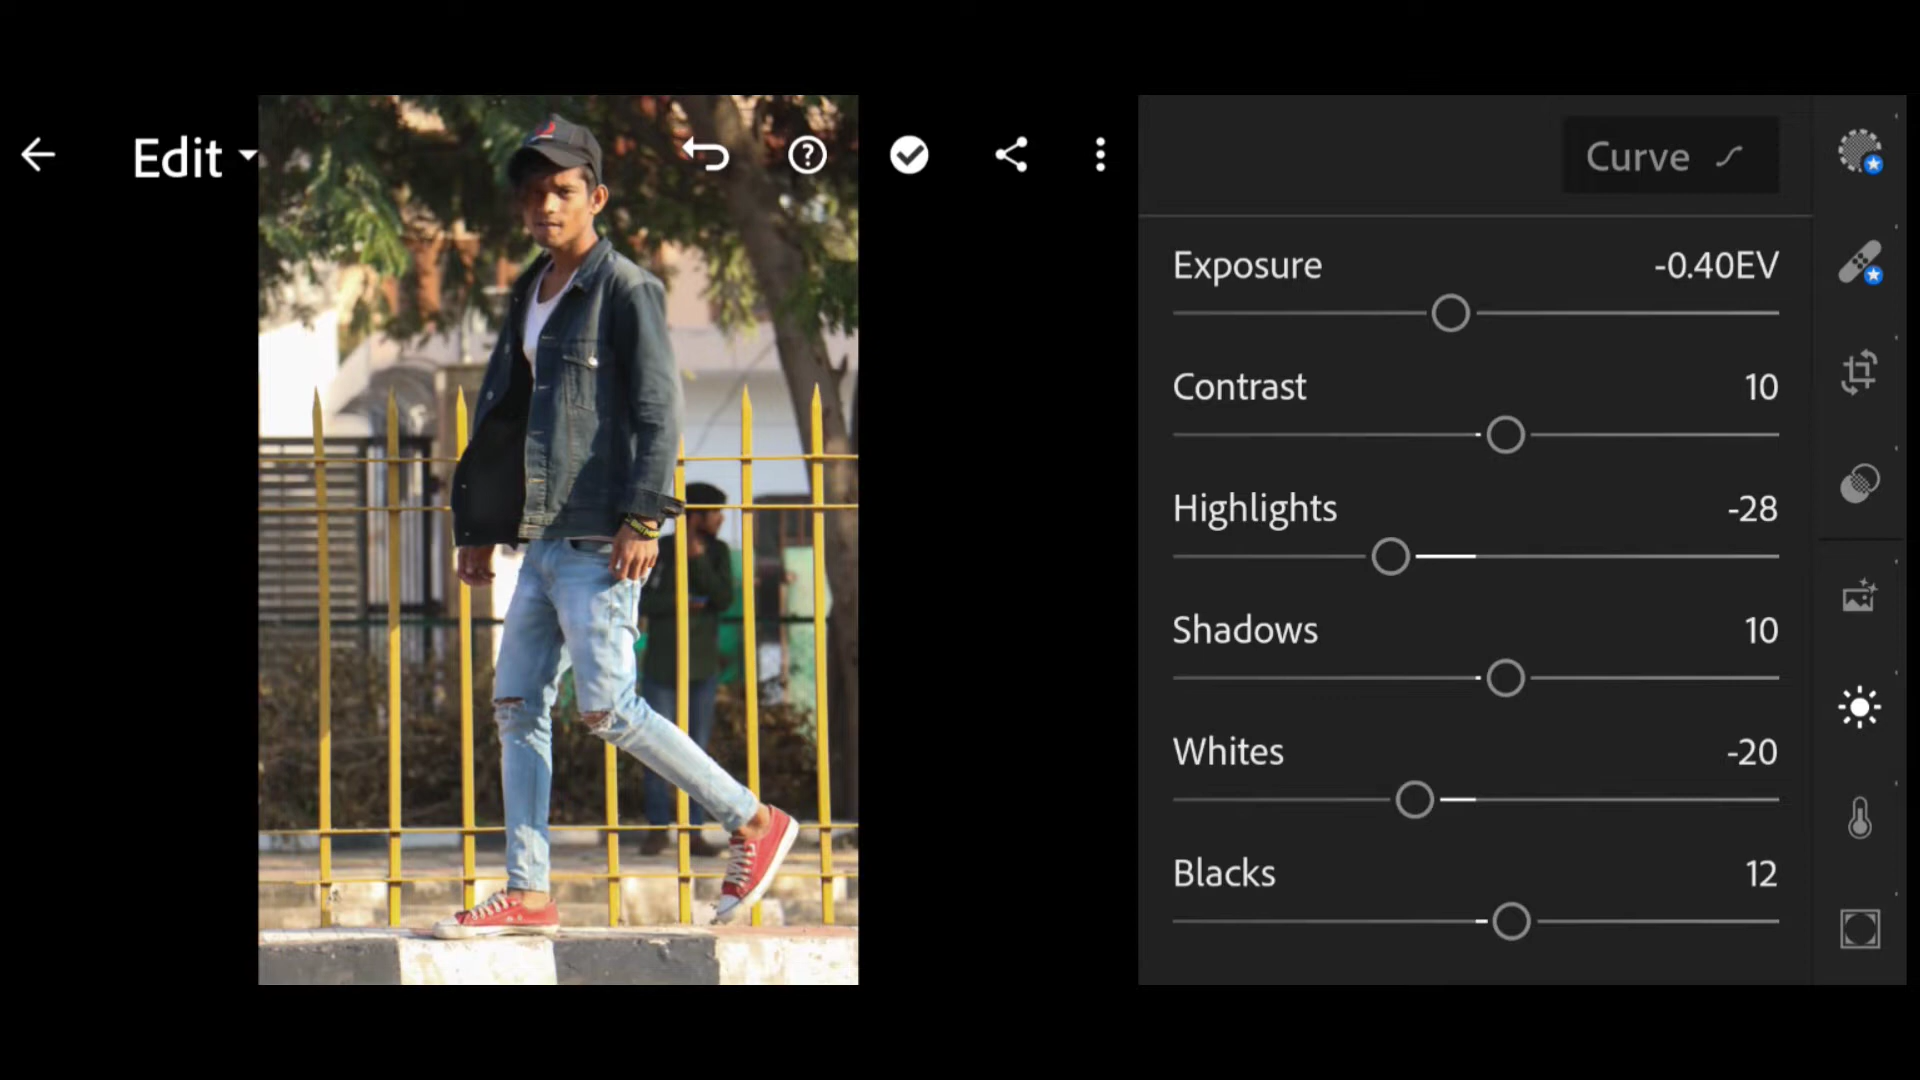 Edit
Curve
Exposure -0.40EV
Contrast 10
Highlights -28
Shadows 10
Whites -20
Blacks 12